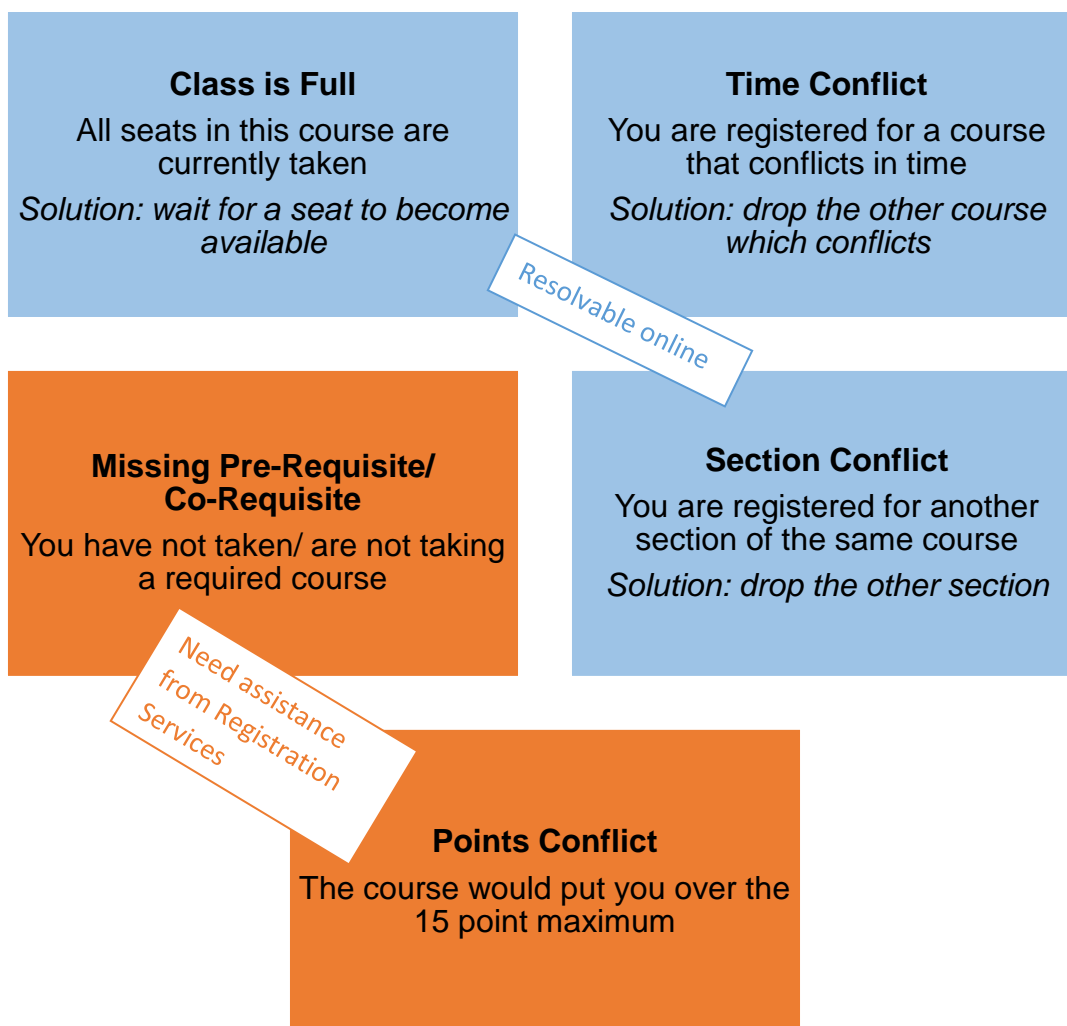 Class is Full
All seats in this course are
currently taken
Solution: wait for a seat to become
available
Time Conflict
You are registered for a course
that conflicts in time
Solution: drop the other course
which conflicts
Resolvable online
Missing Pre-Requisite/
Co-Requisite
You have not taken/ are not taking
a required course
Section Conflict
You are registered for another
section of the same course
Solution: drop the other section
Need assistance
from Registration
Services
Points Conflict
The course would put you over the
15 point maximum